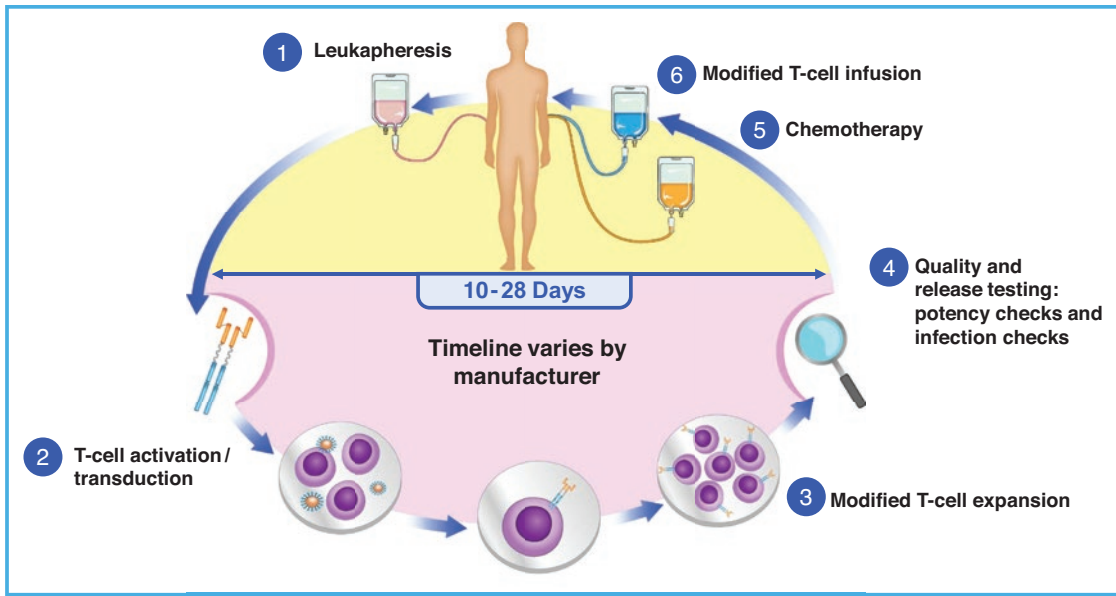 1
Leukapheresis
6
Modified T-cell infusion
5
Chemotherapy
4
Quality and
release testing:
potency checks and
infection checks
10-28 Days
Timeline varies by
manufacturer
2
T-cell activation/
transduction
3
Modified T-cell expansion